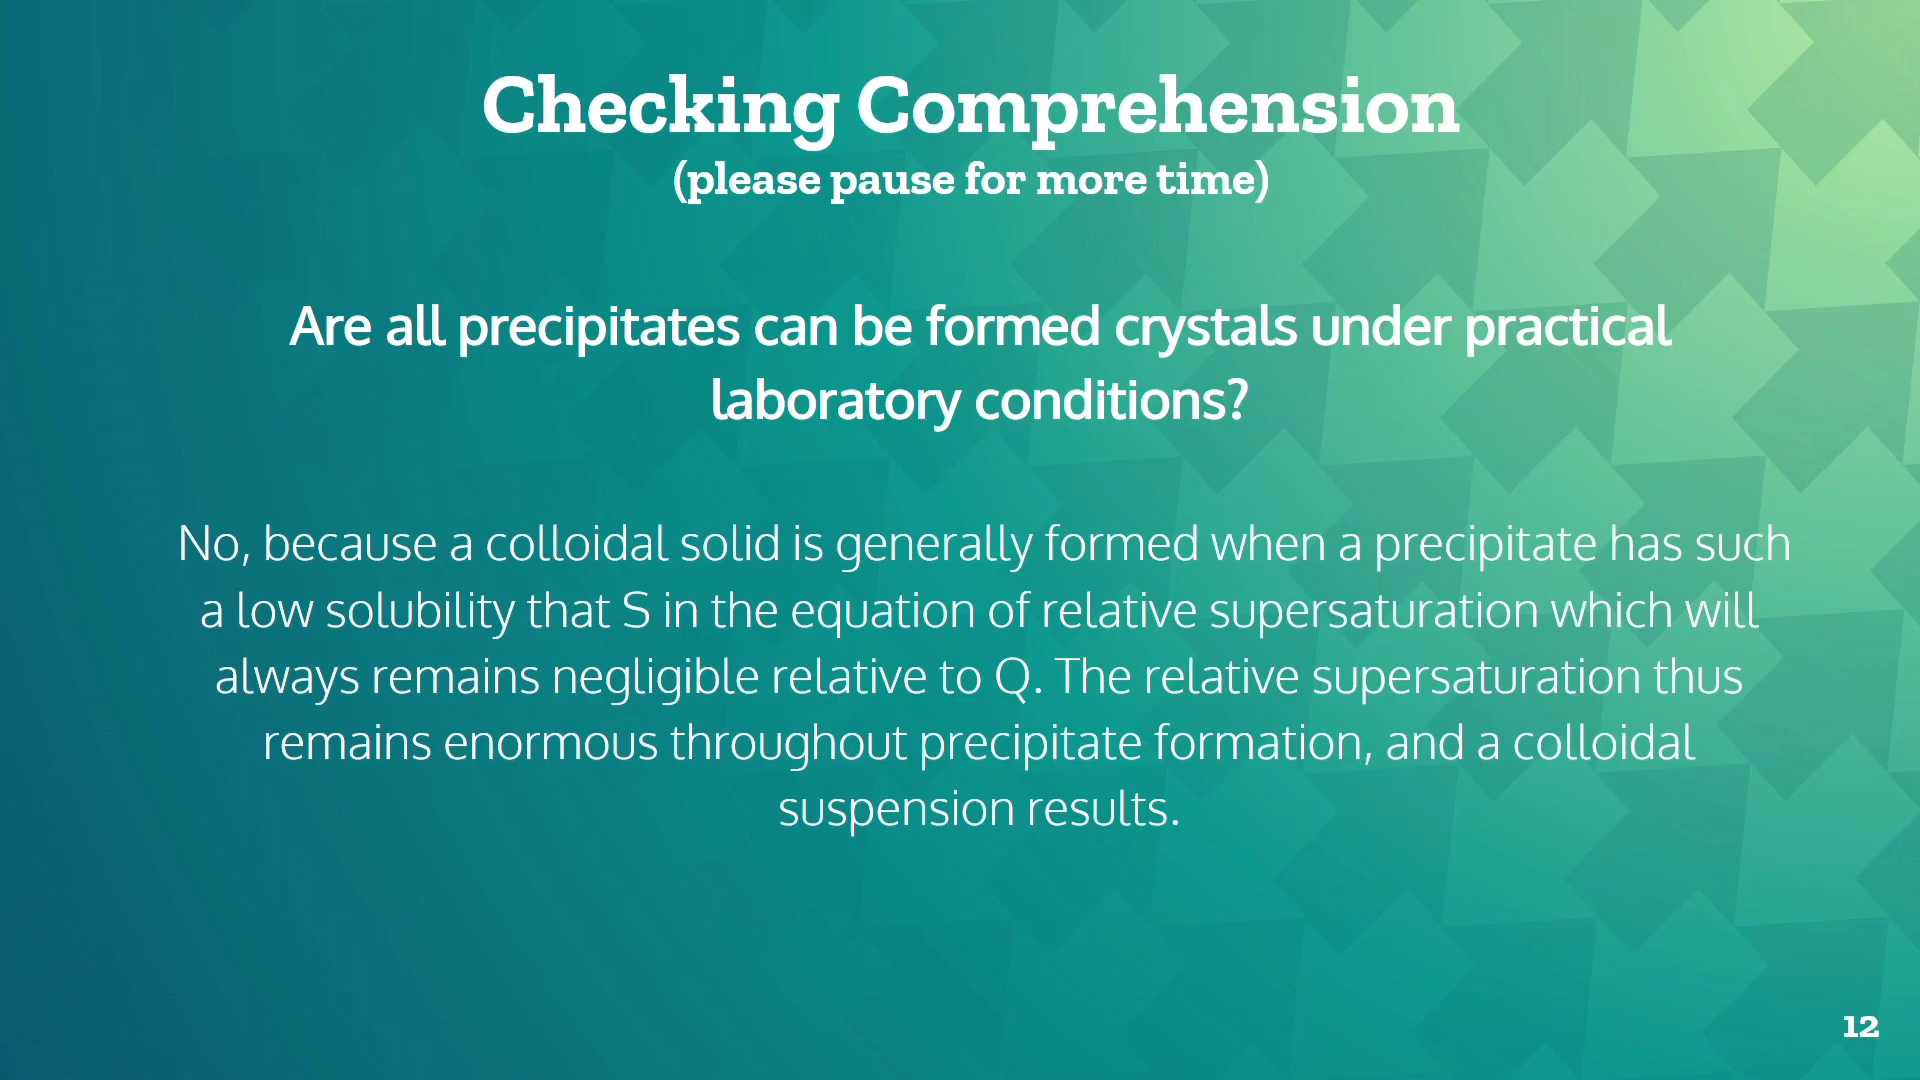 Checking Comprehension
(please pause for more time)
Are all precipitates can be formed crystals under practical
laboratory conditions?
No, because a colloidal solid is generally formed when a precipitate has such
a low solubility that S in the equation of relative supersaturation which will
always remains negligible relative to Q. The relative supersaturation thus
remains enormous throughout precipitate formation, and a colloidal
suspension results.
12